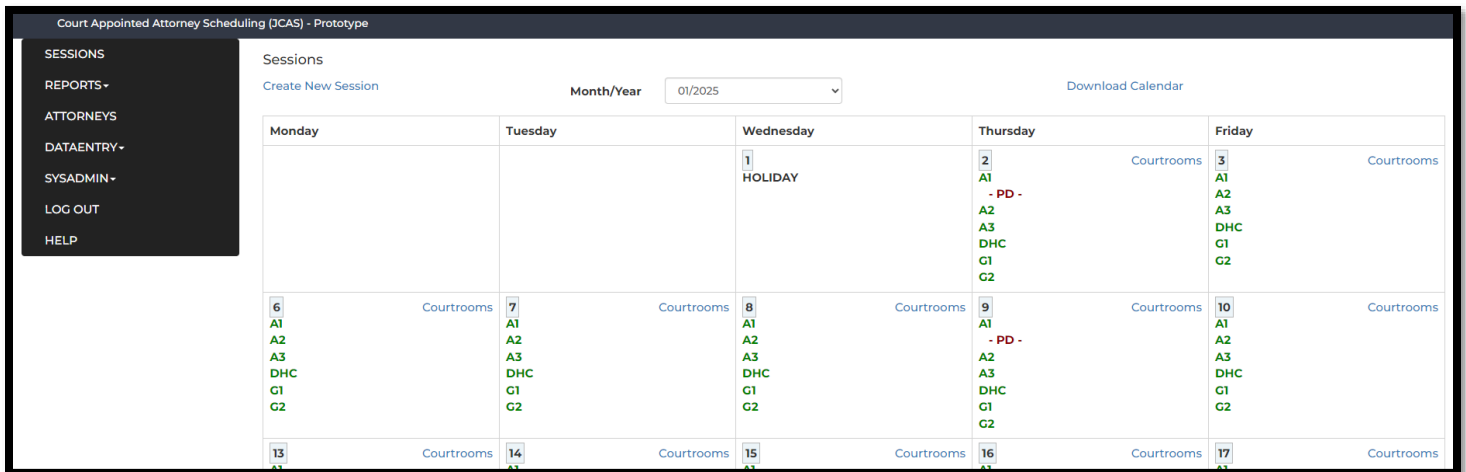 Court Appointed Attorney Scheduling (JCAS) - Prototype
SESSIONS
REPORTS
ATTORNEYS
DATAENTRY
SYSADMIN
LOG OUT
HELP
Sessions
Create New Session
Month/Year
01/2025
Download Calendar
Monday Tuesday Wednesday Thursday Friday
1
HOLIDAY
2 Courtrooms
A1
- PD -
A2
A3
DHC
G1
G2
3 Courtrooms
A1
A2
A3
DHC
G1
G2
6 Courtrooms
A1
A2
A3
DHC
G1
G2
7 Courtrooms
A1
A2
A3
DHC
G1
G2
8 Courtrooms
A1
A2
A3
DHC
G1
G2
9 Courtrooms
A1
- PD -
A2
A3
DHC
G1
G2
10 Courtrooms
A1
A2
A3
DHC
G1
G2
13 Courtrooms
14 Courtrooms
15 Courtrooms
16 Courtrooms
17 Courtrooms